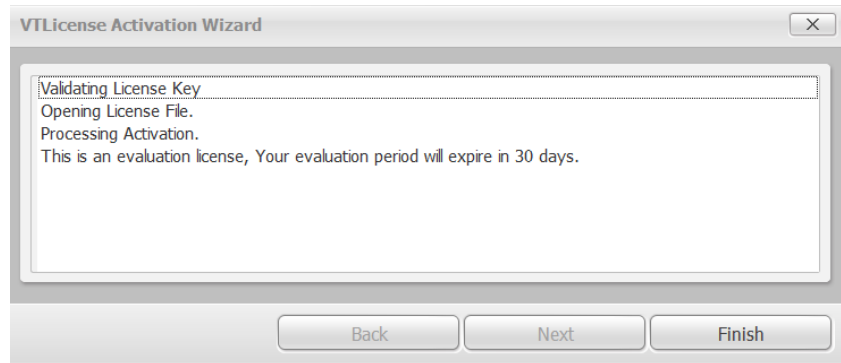 VTLicense Activation Wizard
Validating License Key
Opening License File.
Processing Activation.
This is an evaluation license, Your evaluation period will expire in 30 days.
Back
Next
Finish